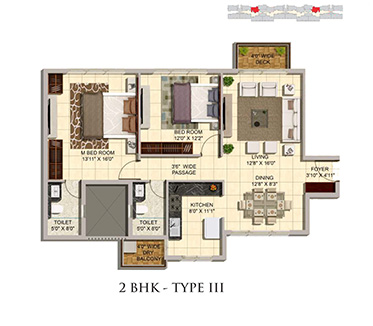 4'0" WIDE
DECK
BED ROOM
12'0" X 12'2"
M BED ROOM
13'11" X 16'0"
LIVING
12'8" X 16'0"
3'6" WIDE
PASSAGE
FOYER
3'10" X 4'11"
DINING
12'8" X 8'3"
TOILET
5'0" X 8'0"
TOILET
5'0" X 8'0"
KITCHEN
8'0" X 11'1"
4'0" WIDE
DRY
BALCONY
2 BHK - TYPE III